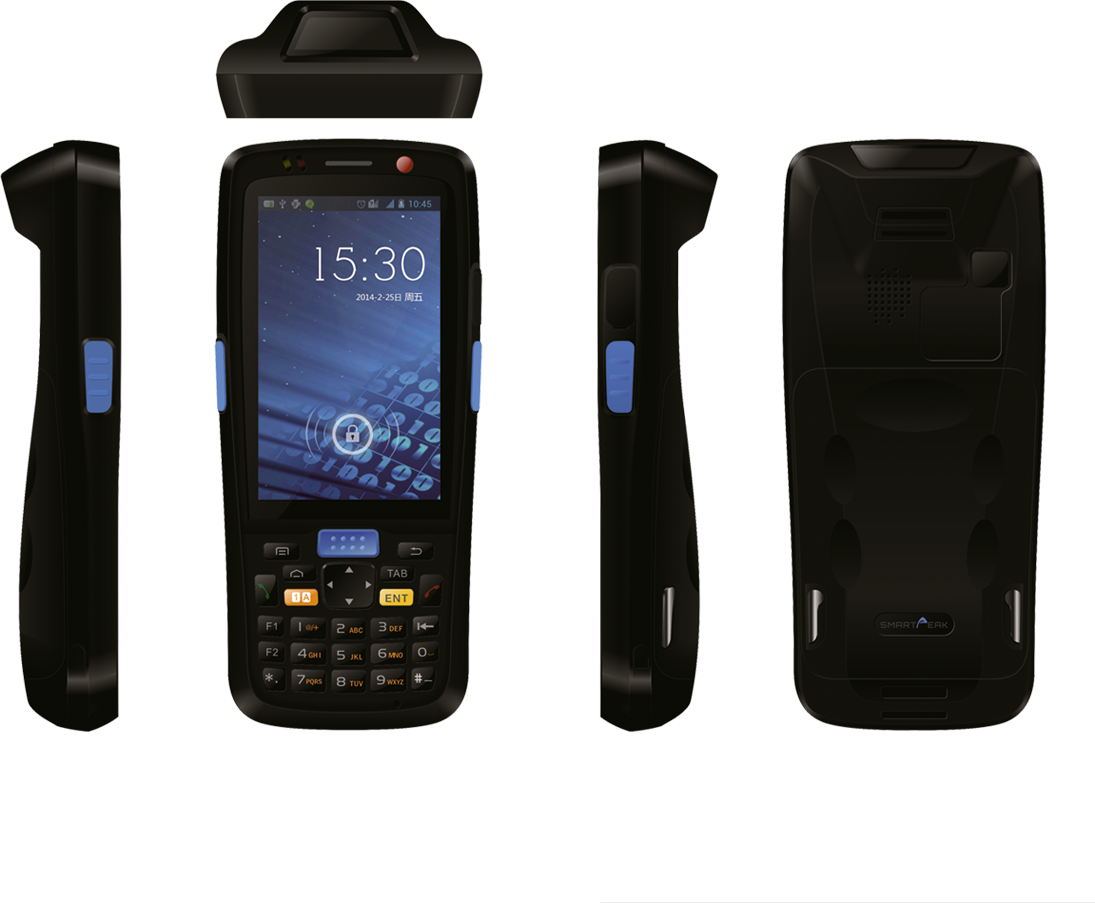 10:45
15:30
2014-2-25日 周五
TAB
1A
ENT
F1 1 @/+ 2 ABC 3 DEF
F2 4 GHI 5 JKL 6 MNO 0
*. 7 PQRS 8 TUV 9 WXYZ #
SMARTPEAK